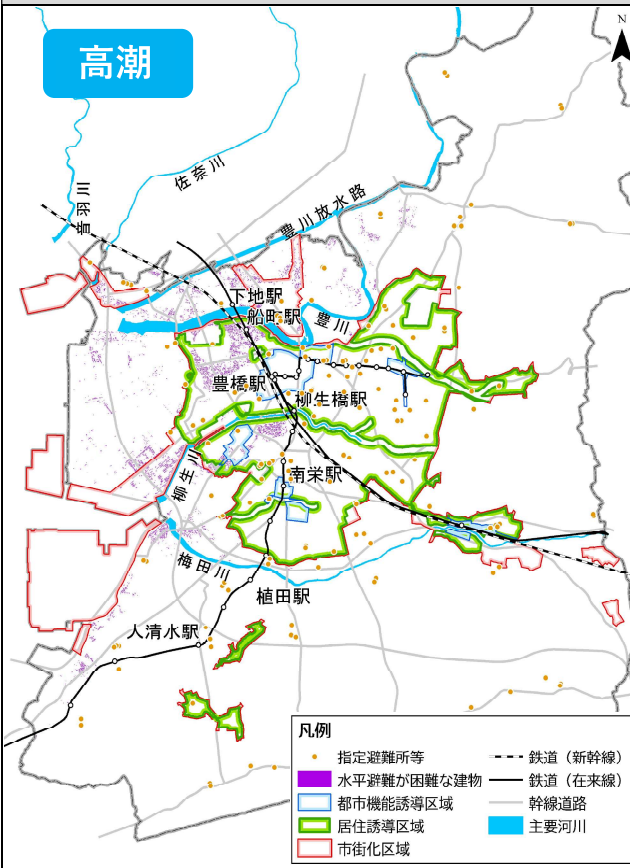 高潮
N
佐奈川
音羽川
豊川放水路
下地駅
船町駅
豊川
豊橋駅
柳生橋駅
柳生川
南栄駅
梅田川
植田駅
大清水駅
凡例
指定避難所等
水平避難が困難な建物
都市機能誘導区域
居住誘導区域
市街化区域
鉄道（新幹線）
鉄道（在来線）
幹線道路
主要河川